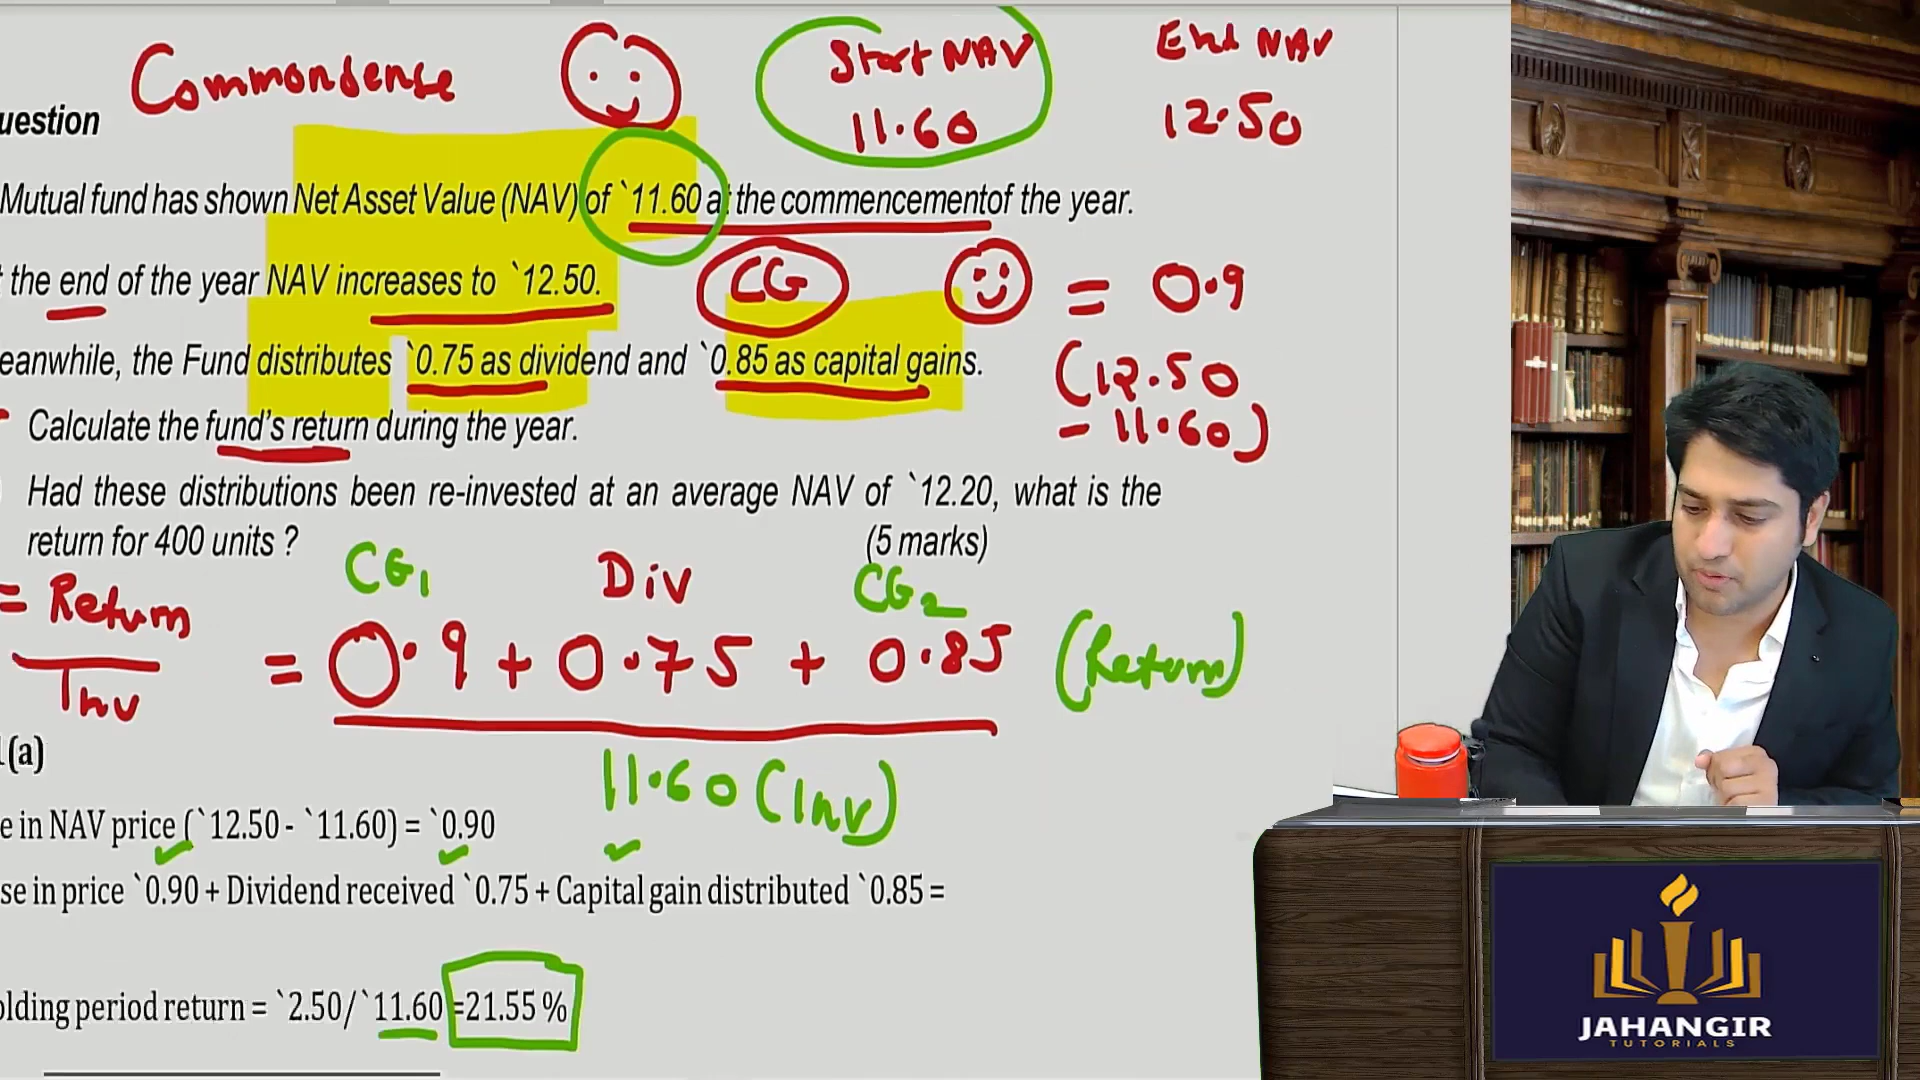 Commonsense
Start NAV
End NAV
11.60
12.50
uestion
Mutual fund has shown Net Asset Value (NAV) of `11.60 at the commencementof the year.
the end of the year NAV increases to `12.50.
CG
= 0.9
eanwhile, the Fund distributes `0.75 as dividend and `0.85 as capital gains.
(12.50
- 11.60)
Calculate the fund's return during the year.
Had these distributions been re-invested at an average NAV of `12.20, what is the
return for 400 units ?
(5 marks)
CG1
Div
CG2
= Return
Inv
= 0.9 + 0.75 + 0.85 (Return)
11.60 (Inv)
(a)
e in NAV price (`12.50 - `11.60) = `0.90
se in price `0.90 + Dividend received `0.75 + Capital gain distributed `0.85 =
olding period return = `2.50/`11.60 =21.55 %
JAHANGIR
TUTORIALS